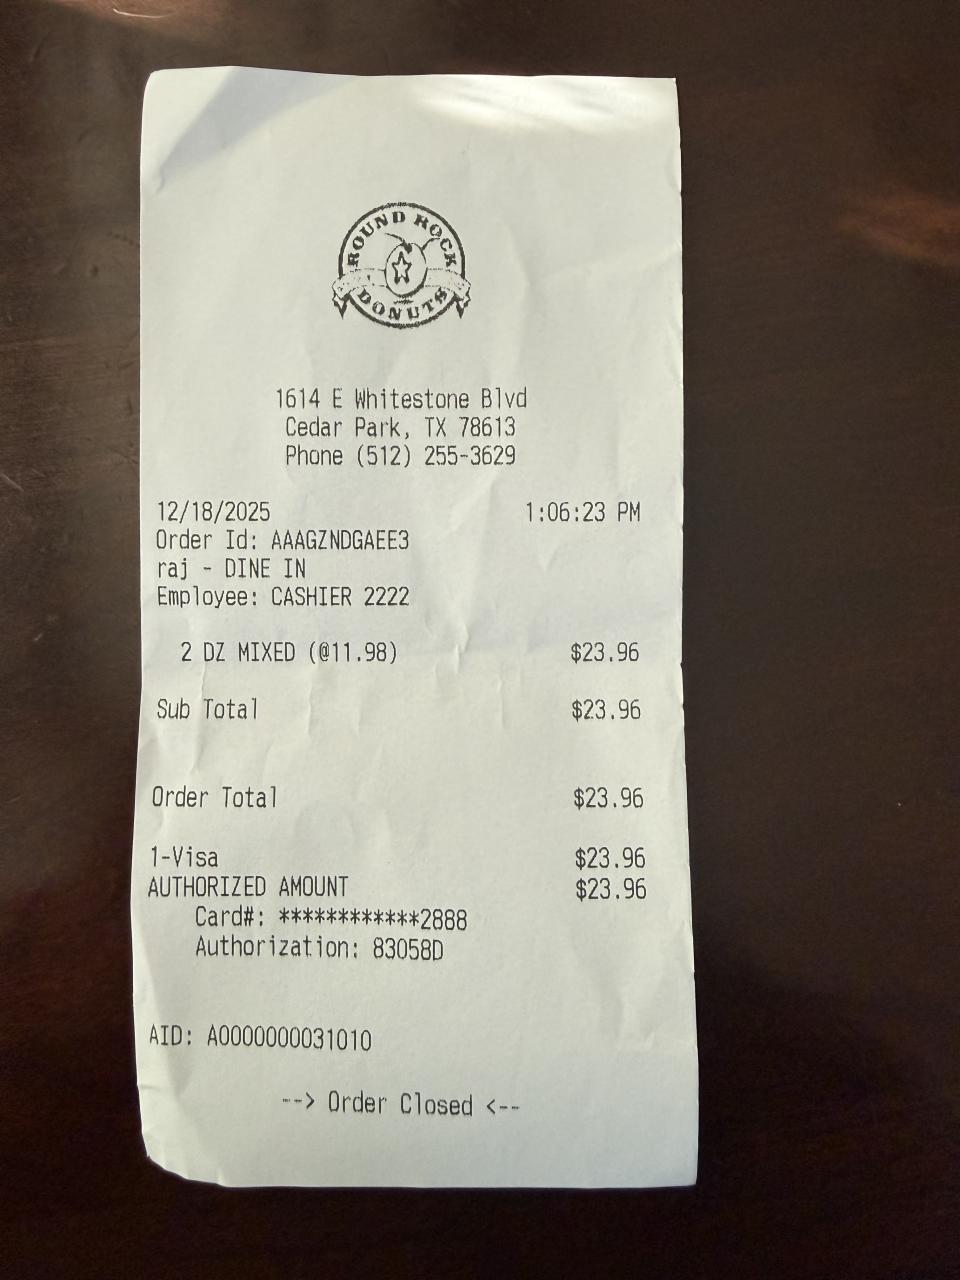 ROUND ROCK
DONUTS
1614 E Whitestone Blvd
Cedar Park, TX 78613
Phone (512) 255-3629
12/18/2025 1:06:23 PM
Order Id: AAAGZNDGAEE3
raj - DINE IN
Employee: CASHIER 2222
2 DZ MIXED (@11.98) $23.96
Sub Total $23.96
Order Total $23.96
1-Visa $23.96
AUTHORIZED AMOUNT $23.96
Card#: ************2888
Authorization: 83058D
AID: A0000000031010
--> Order Closed <--